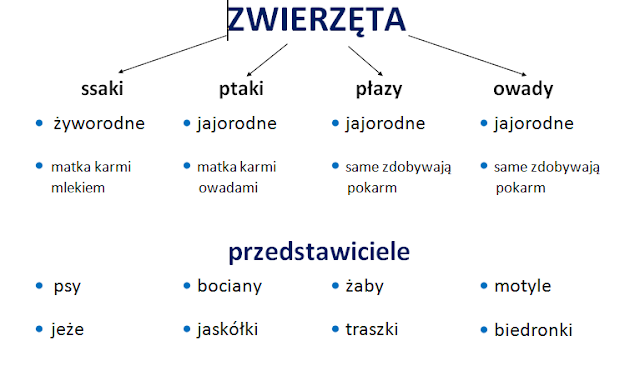 ZWIERZĘTA
ssaki ptaki płazy owady
• żyworodne • jajorodne • jajorodne • jajorodne
• matka karmi • matka karmi • same zdobywają • same zdobywają
mlekiem owadami pokarm pokarm
przedstawiciele
• psy • bociany • żaby • motyle
• jeże • jaskółki • traszki • biedronki